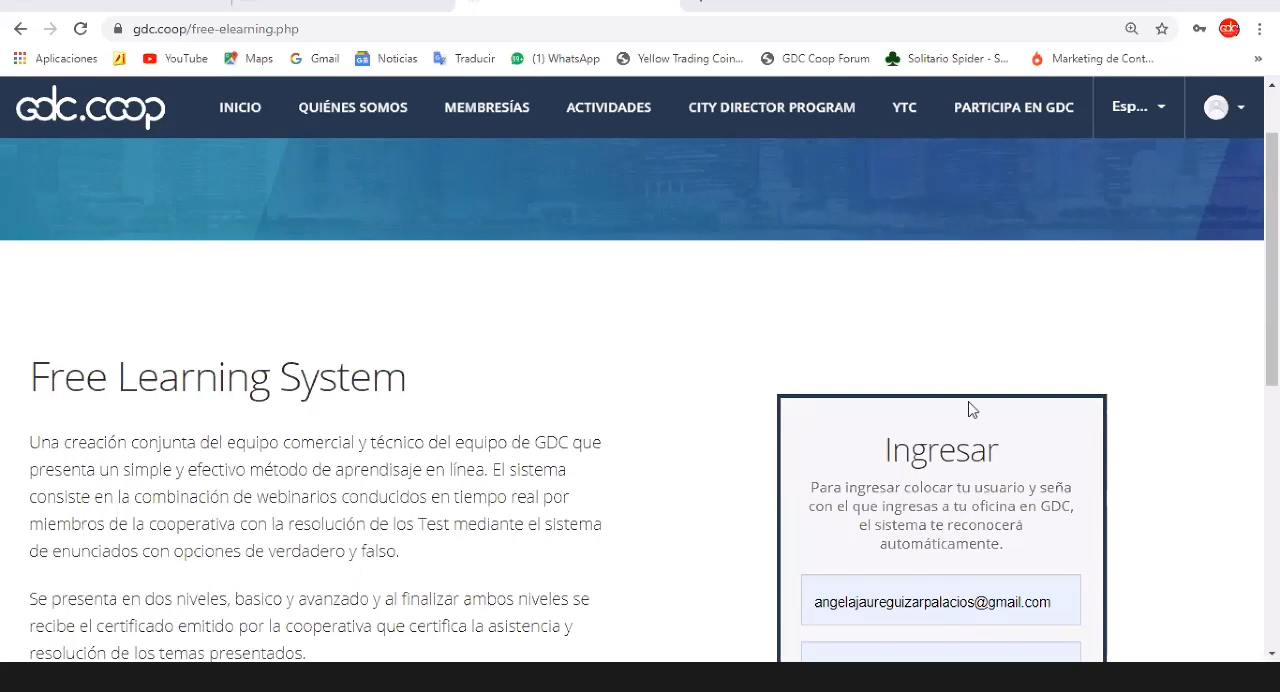 gdc.coop/free-elearning.php
Aplicaciones YouTube Maps Gmail Noticias Traducir (1) WhatsApp Yellow Trading Coin... GDC Coop Forum Solitario Spider - S... Marketing de Cont... »
gdc.coop INICIO QUIÉNES SOMOS MEMBRESÍAS ACTIVIDADES CITY DIRECTOR PROGRAM YTC PARTICIPA EN GDC Esp...
Free Learning System
Una creación conjunta del equipo comercial y técnico del equipo de GDC que
presenta un simple y efectivo método de aprendisaje en línea. El sistema
consiste en la combinación de webinarios conducidos en tiempo real por
miembros de la cooperativa con la resolución de los Test mediante el sistema
de enunciados con opciones de verdadero y falso.
Se presenta en dos niveles, basico y avanzado y al finalizar ambos niveles se
recibe el certificado emitido por la cooperativa que certifica la asistencia y
resolución de los temas presentados.
Ingresar
Para ingresar colocar tu usuario y seña
con el que ingresas a tu oficina en GDC,
el sistema te reconocerá
automáticamente.
angelajaureguizarpalacios@gmail.com